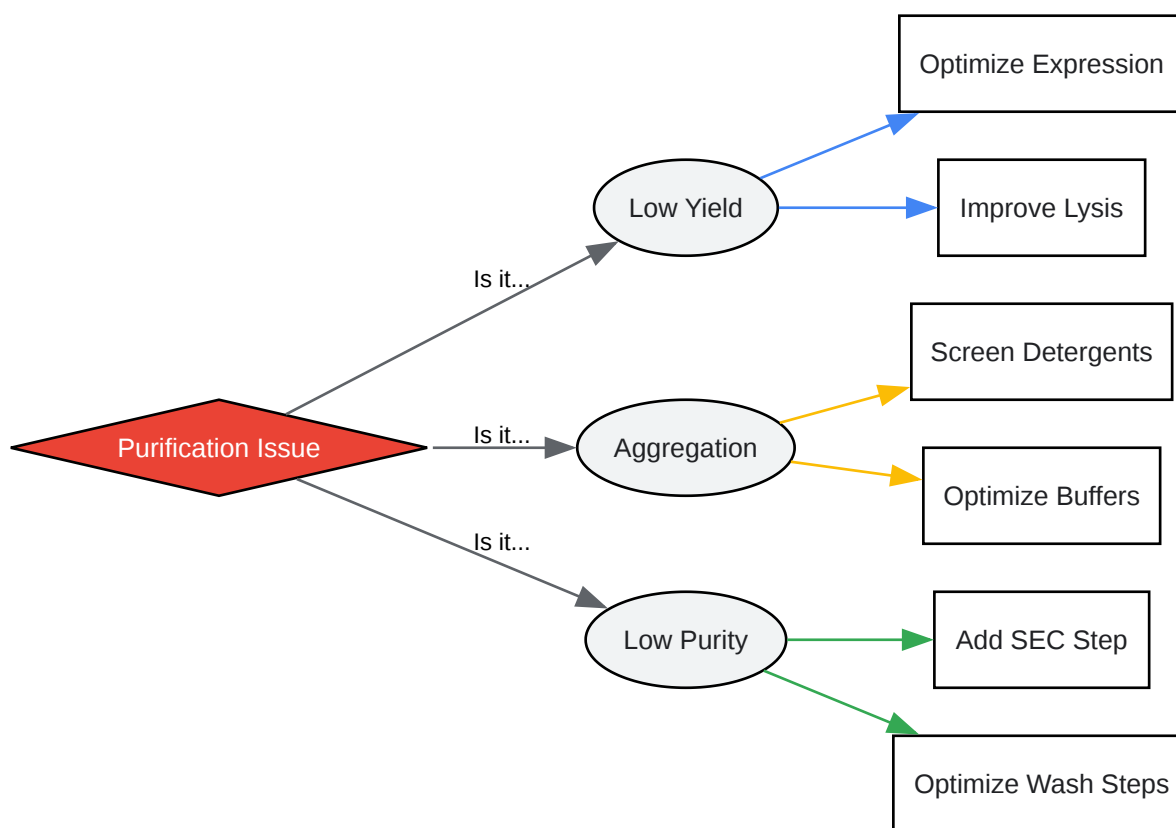 Optimize Expression
Low Yield
Improve Lysis
Is it...
Screen Detergents
Purification Issue
Is it...
Aggregation
Optimize Buffers
Is it...
Low Purity
Add SEC Step
Optimize Wash Steps